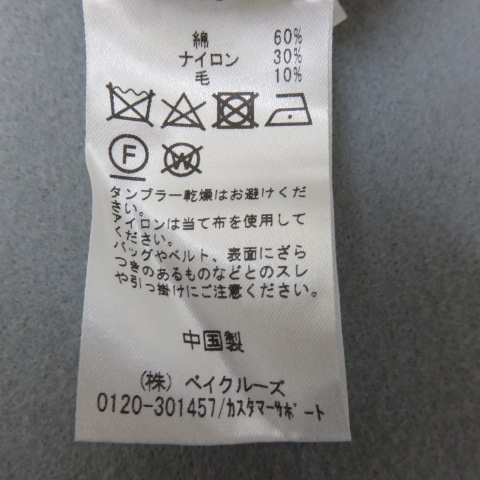 綿 60%
ナイロン 30%
毛 10%
F
W
タンブラー乾燥はお避けくだ
さい。
アイロンは当て布を使用して
ください。
バッグやベルト、表面にざら
つきのあるものなどとのスレ
や引っ掛けにご注意ください。
中国製
(株) ベイクルーズ
0120-301457/カスタマーサポート